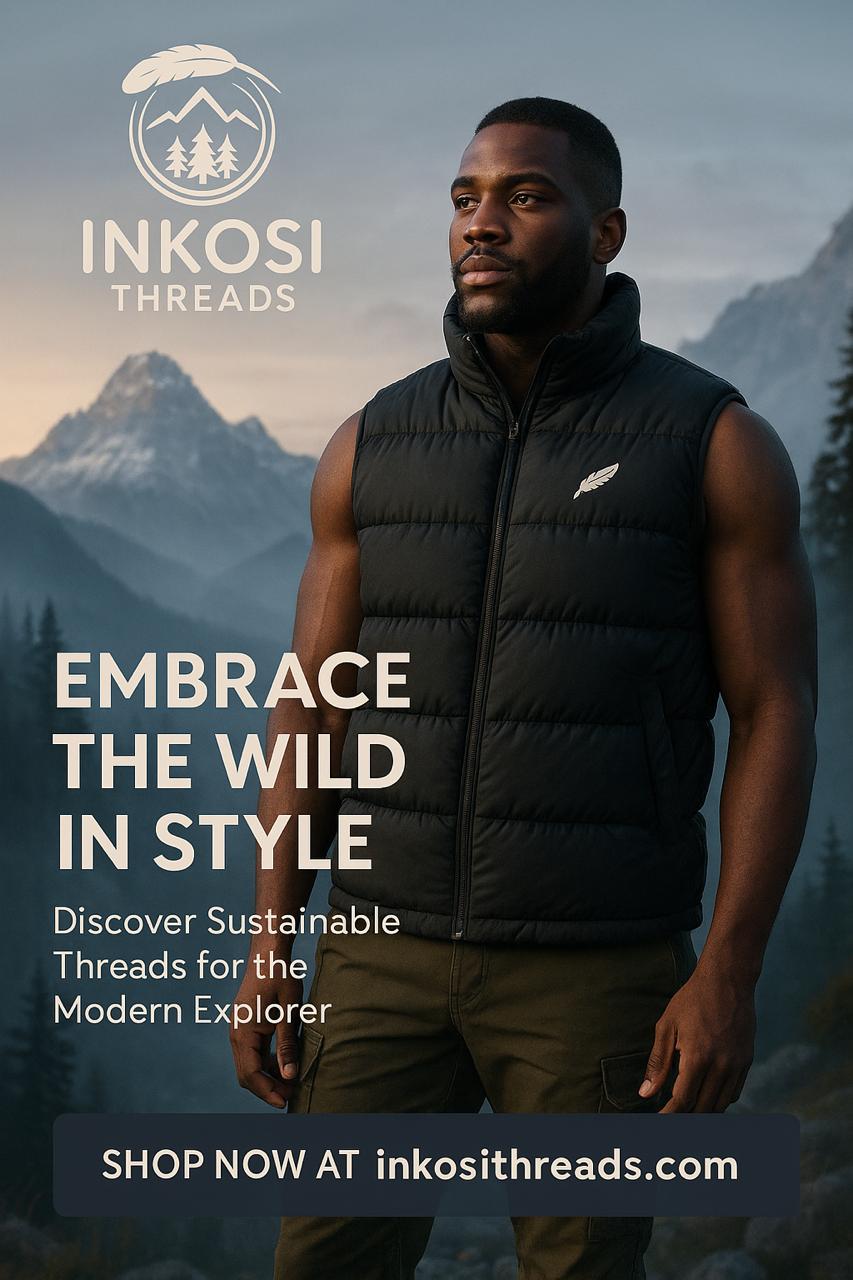 INKOSI
THREADS
EMBRACE
THE WILD
IN STYLE
Discover Sustainable
Threads for the
Modern Explorer
SHOP NOW AT inkosithreads.com